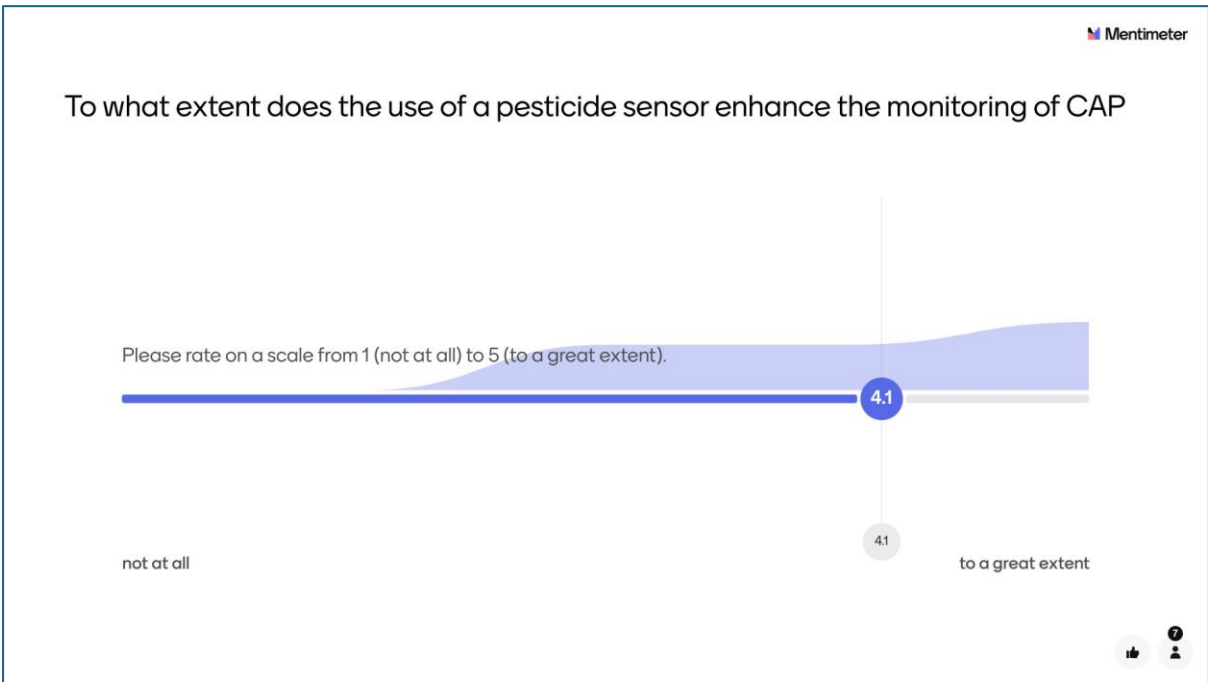 Mentimeter
To what extent does the use of a pesticide sensor enhance the monitoring of CAP
Please rate on a scale from 1 (not at all) to 5 (to a great extent).
4.1
4.1
not at all
to a great extent
7